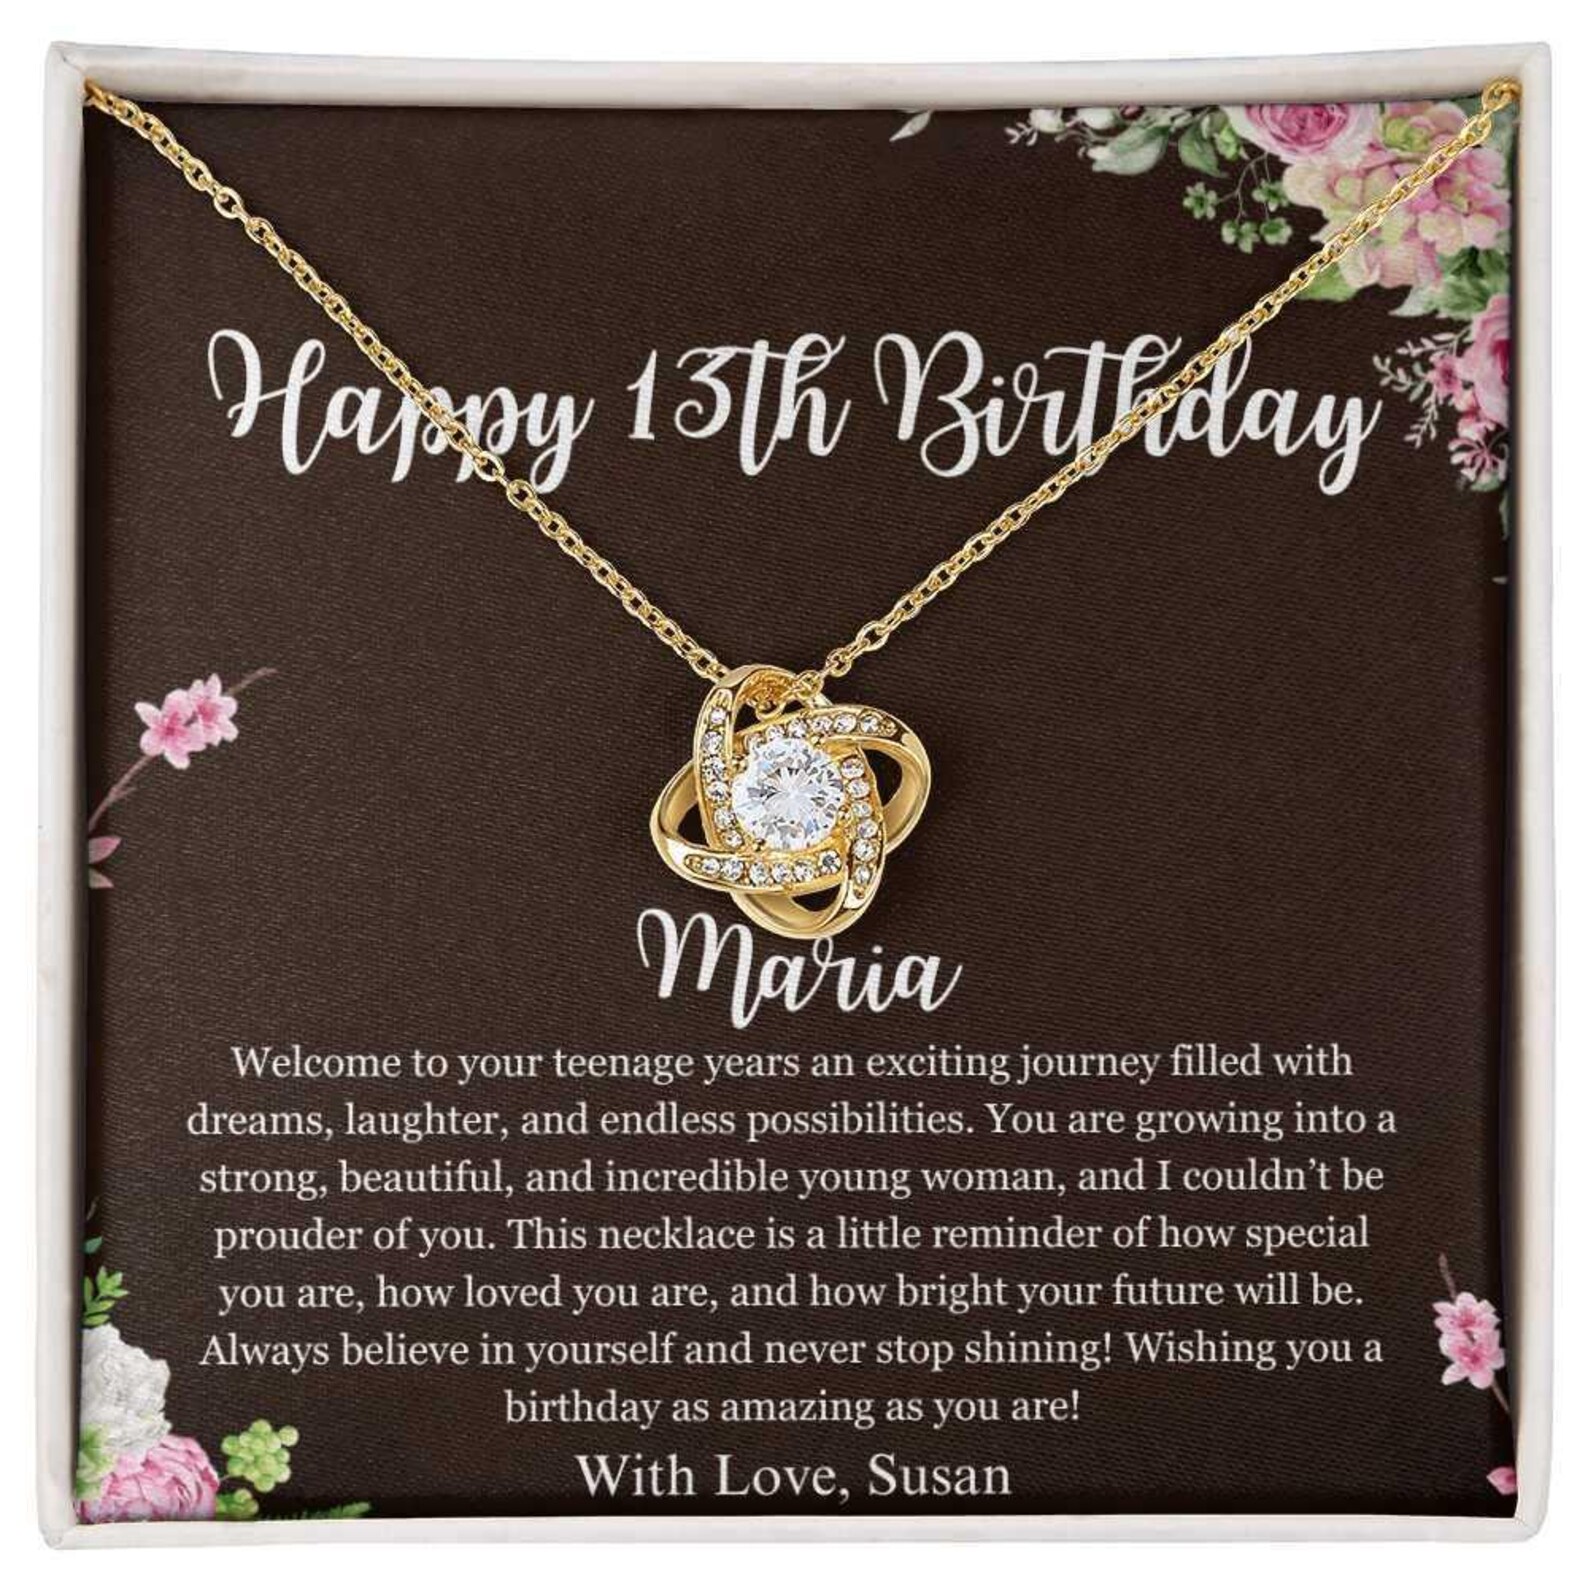 Happy 13th Birthday
Maria
Welcome to your teenage years an exciting journey filled with
dreams, laughter, and endless possibilities. You are growing into a
strong, beautiful, and incredible young woman, and I couldn’t be
prouder of you. This necklace is a little reminder of how special
you are, how loved you are, and how bright your future will be.
Always believe in yourself and never stop shining! Wishing you a
birthday as amazing as you are!
With Love, Susan